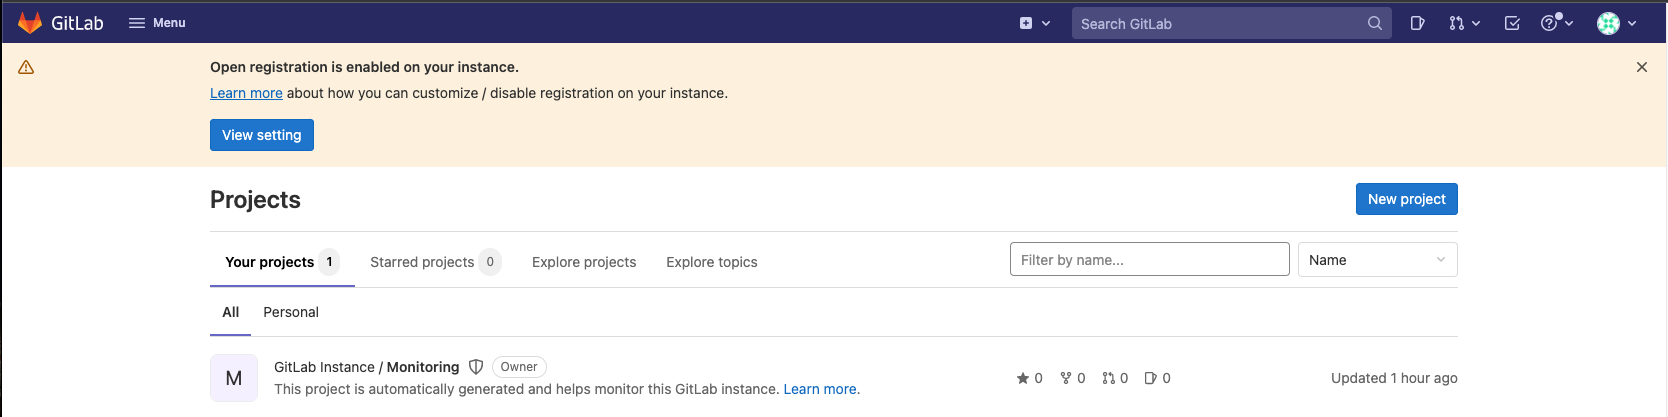 GitLab Menu Search GitLab
Open registration is enabled on your instance.
Learn more about how you can customize / disable registration on your instance.
View setting
Projects New project
Your projects 1 Starred projects 0 Explore projects Explore topics Filter by name... Name
All Personal
M GitLab Instance / Monitoring Owner 0 0 0 0 Updated 1 hour ago
This project is automatically generated and helps monitor this GitLab instance. Learn more.